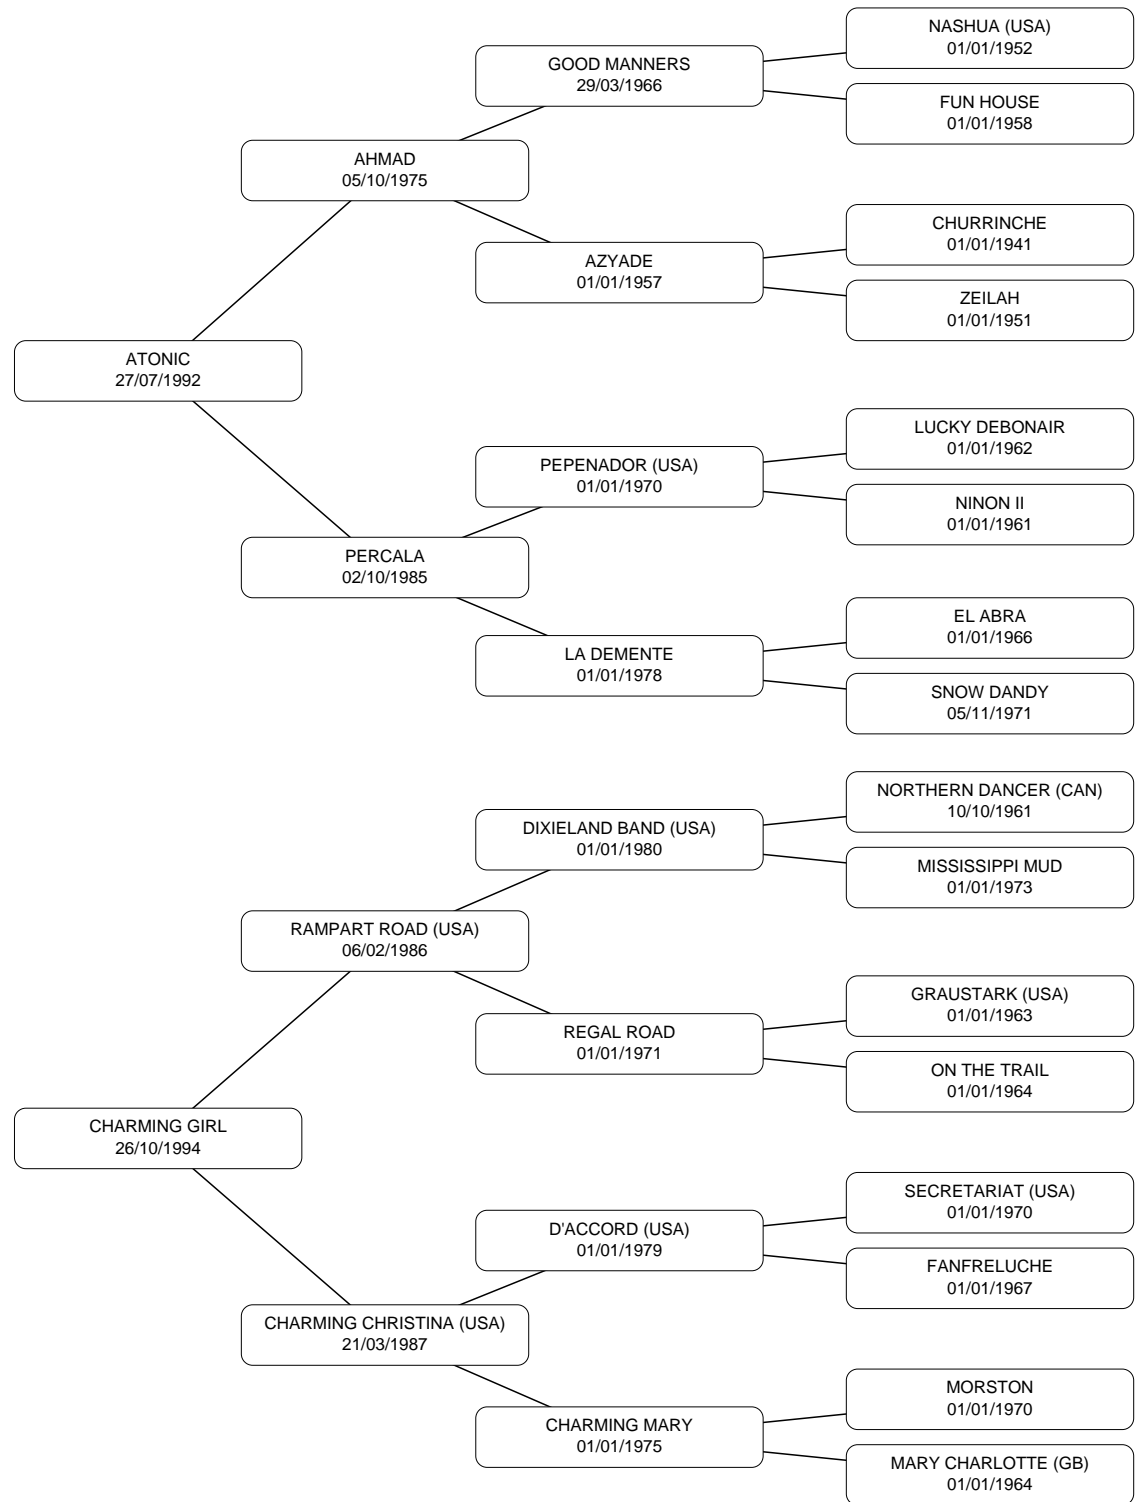 NASHUA (USA)
01/01/1952
GOOD MANNERS
29/03/1966
FUN HOUSE
01/01/1958
AHMAD
05/10/1975
CHURRINCHE
01/01/1941
AZYADE
01/01/1957
ZEILAH
01/01/1951
ATONIC
27/07/1992
LUCKY DEBONAIR
01/01/1962
PEPENADOR (USA)
01/01/1970
NINON II
01/01/1961
PERCALA
02/10/1985
EL ABRA
01/01/1966
LA DEMENTE
01/01/1978
SNOW DANDY
05/11/1971
NORTHERN DANCER (CAN)
10/10/1961
DIXIELAND BAND (USA)
01/01/1980
MISSISSIPPI MUD
01/01/1973
RAMPART ROAD (USA)
06/02/1986
GRAUSTARK (USA)
01/01/1963
REGAL ROAD
01/01/1971
ON THE TRAIL
01/01/1964
CHARMING GIRL
26/10/1994
SECRETARIAT (USA)
01/01/1970
D'ACCORD (USA)
01/01/1979
FANFRELUCHE
01/01/1967
CHARMING CHRISTINA (USA)
21/03/1987
MORSTON
01/01/1970
CHARMING MARY
01/01/1975
MARY CHARLOTTE (GB)
01/01/1964